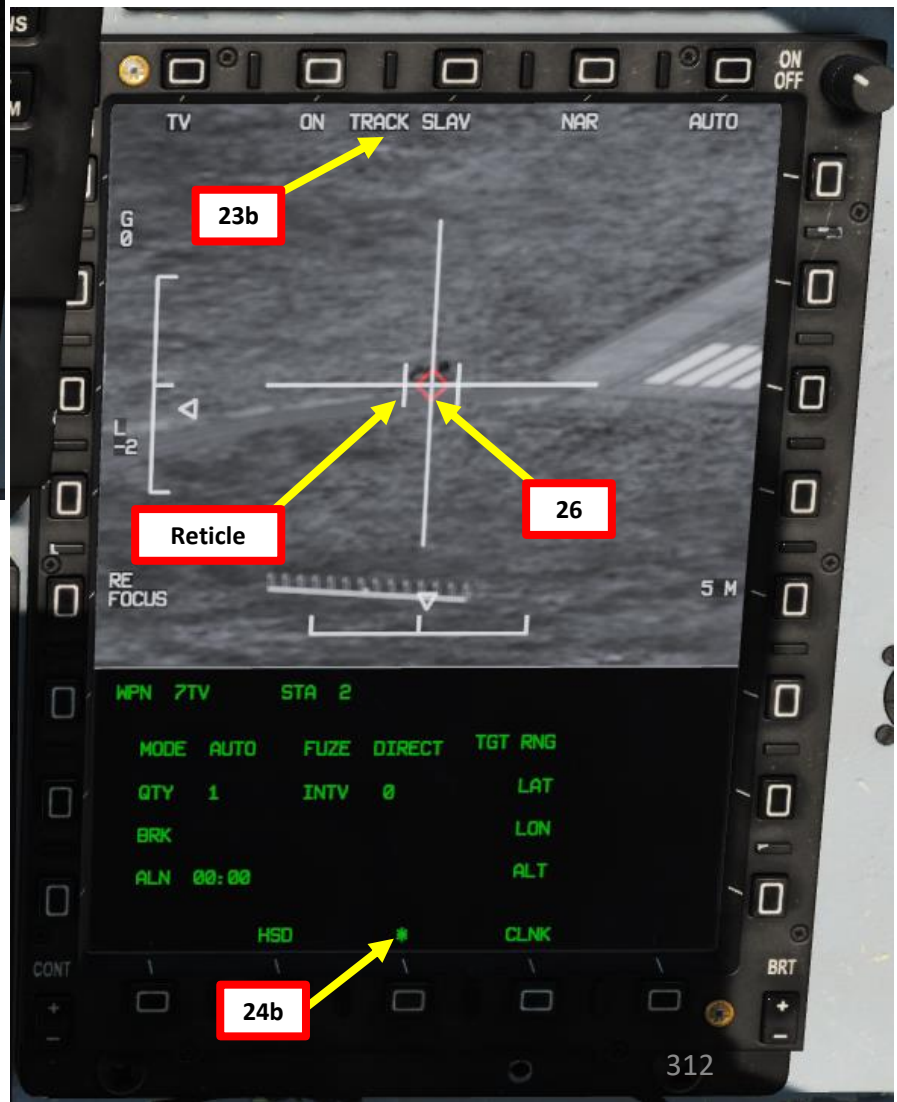 ON
OFF
TV ON TRACK SLAV NAR AUTO
23b
G
0
L
-2
26
Reticle
RE
FOCUS
5 M
WPN 7TV STA 2
MODE AUTO FUZE DIRECT TGT RNG
QTY 1 INTV 0 LAT
BRK LON
ALN 00:00 ALT
HSD * CLNK
CONT BRT
24b
+ +
- -
312